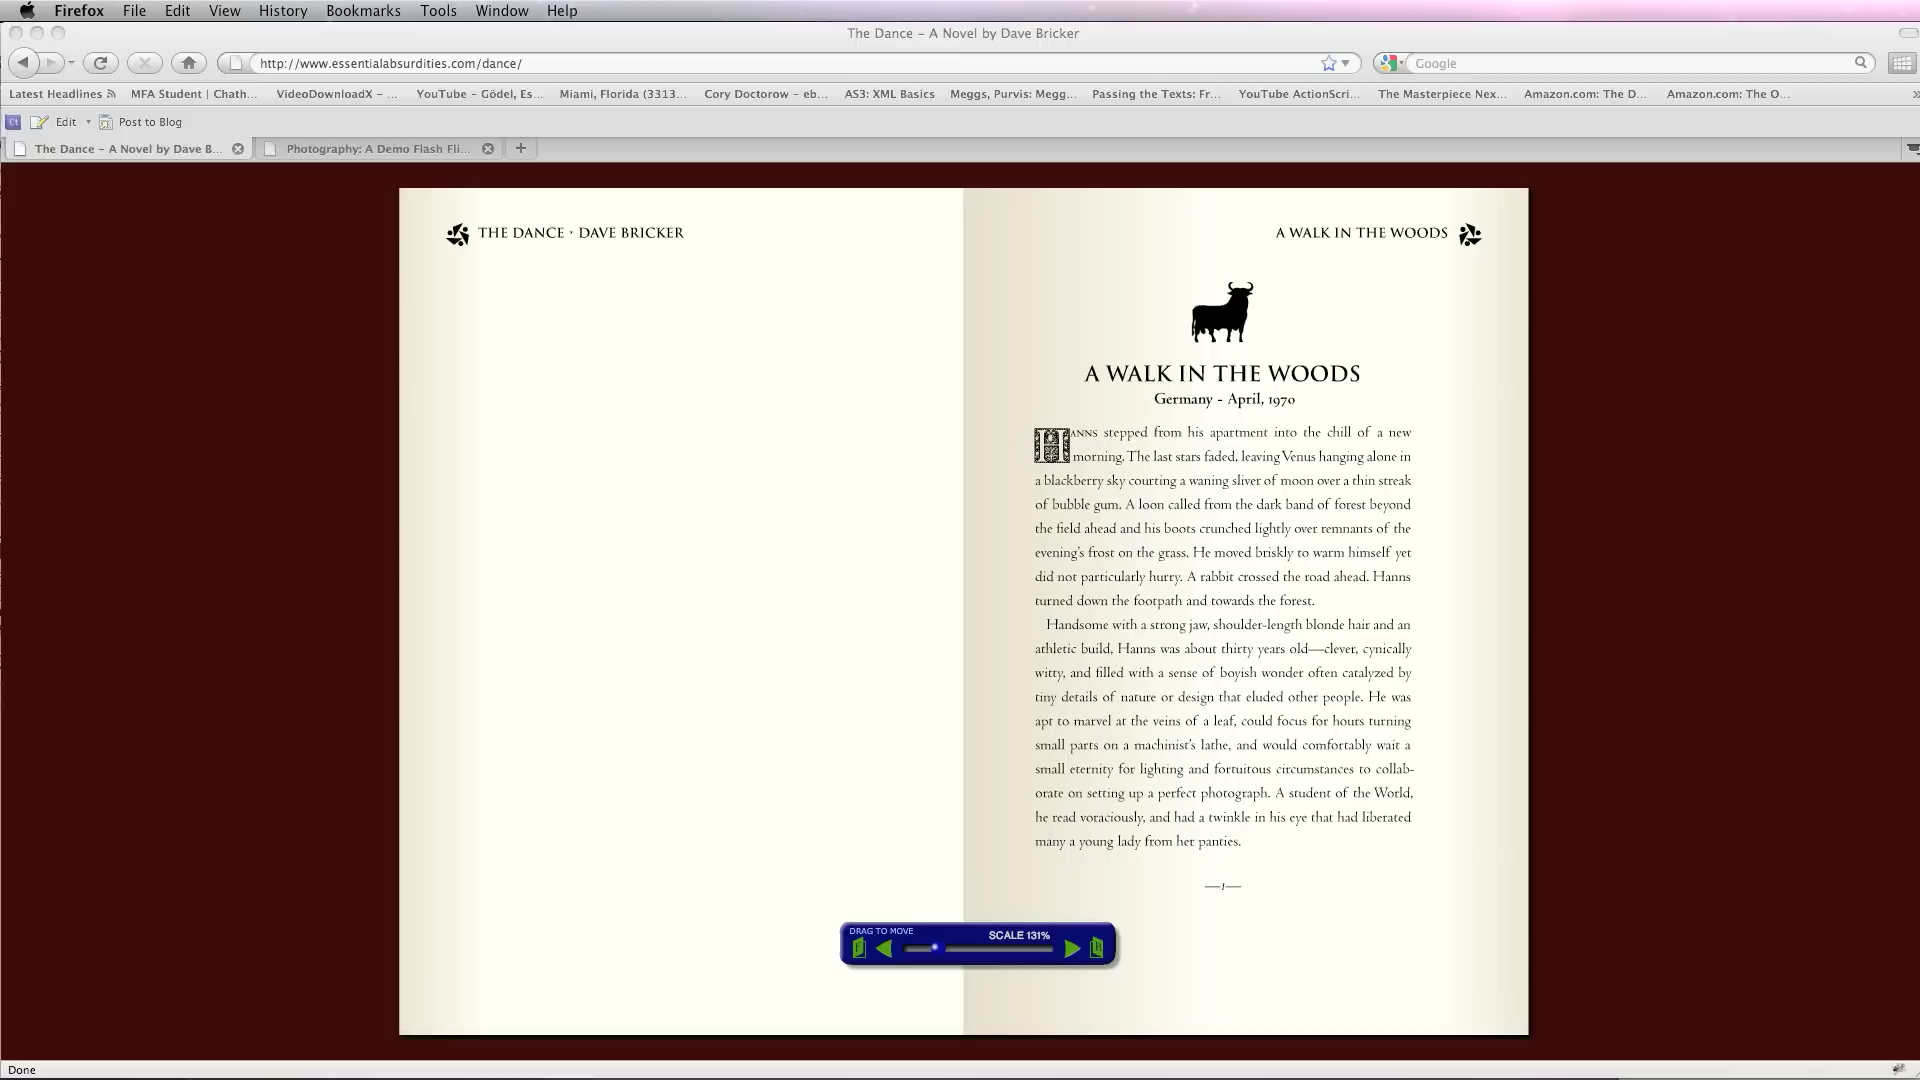 Firefox File Edit View History Bookmarks Tools Window Help
The Dance – A Novel by Dave Bricker
http://www.essentialabsurdities.com/dance/
Google
Latest Headlines MFA Student | Chath... VideoDownloadX – ... YouTube – Gödel, Es... Miami, Florida (3313... Cory Doctorow – eb... AS3: XML Basics Meggs, Purvis: Megg... Passing the Texts: Fr... YouTube ActionScri... The Masterpiece Nex... Amazon.com: The D... Amazon.com: The O...
Ct Edit Post to Blog
The Dance – A Novel by Dave B... Photography: A Demo Flash Fli...
THE DANCE · DAVE BRICKER
A WALK IN THE WOODS
A WALK IN THE WOODS
Germany - April, 1970
HANNS stepped from his apartment into the chill of a new
morning. The last stars faded, leaving Venus hanging alone in
a blackberry sky courting a waning sliver of moon over a thin streak
of bubble gum. A loon called from the dark band of forest beyond
the field ahead and his boots crunched lightly over remnants of the
evening's frost on the grass. He moved briskly to warm himself yet
did not particularly hurry. A rabbit crossed the road ahead. Hanns
turned down the footpath and towards the forest.
Handsome with a strong jaw, shoulder-length blonde hair and an
athletic build, Hanns was about thirty years old—clever, cynically
witty, and filled with a sense of boyish wonder often catalyzed by
tiny details of nature or design that eluded other people. He was
apt to marvel at the veins of a leaf, could focus for hours turning
small parts on a machinist's lathe, and would comfortably wait a
small eternity for lighting and fortuitous circumstances to collab-
orate on setting up a perfect photograph. A student of the World,
he read voraciously, and had a twinkle in his eye that had liberated
many a young lady from her panties.
—1—
DRAG TO MOVE
SCALE 131%
F B
Done